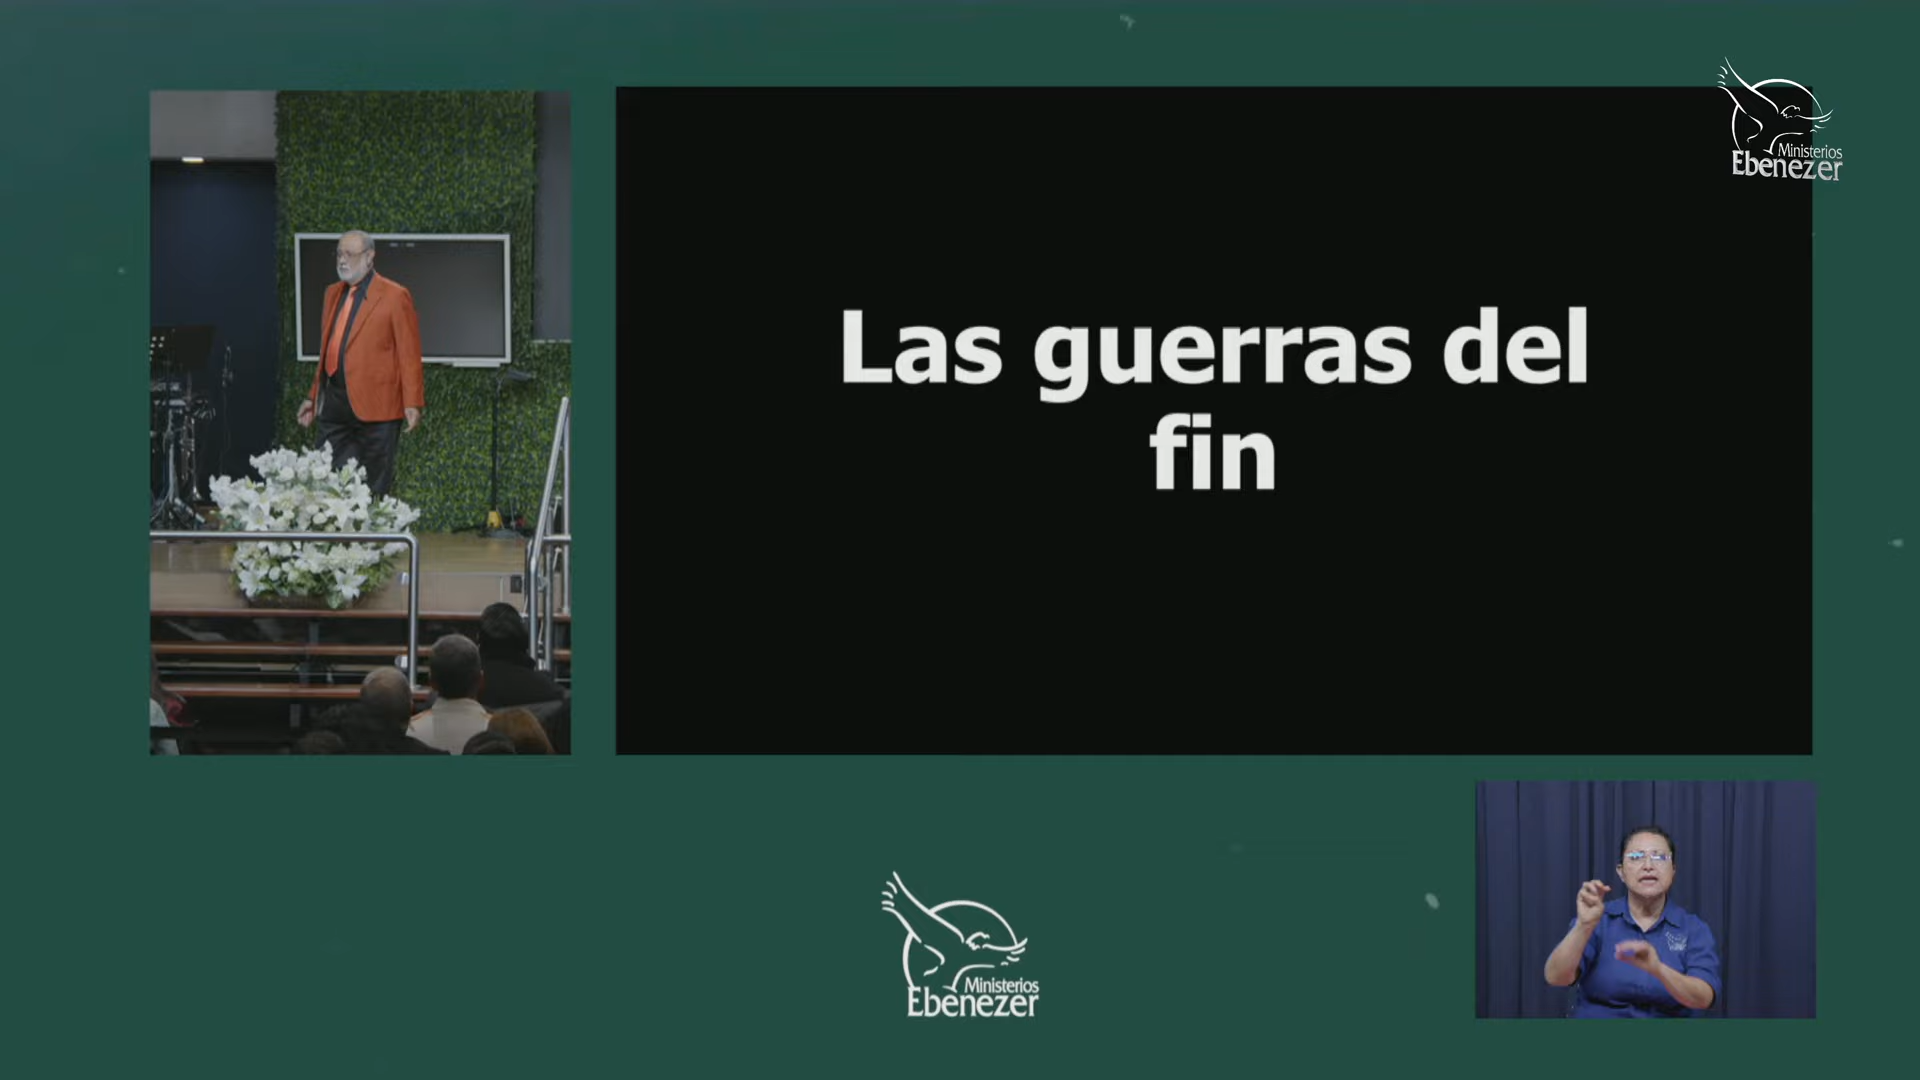 Ministerios
Ebenezer
Las guerras del
fin
Ministerios
Ebenezer